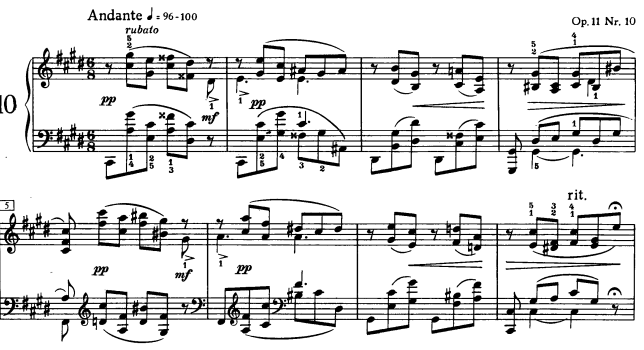 Andante ♩. = 96-100
rubato
Op. 11 Nr. 10
10
pp
mf
pp
rit.
5
pp
mf
pp